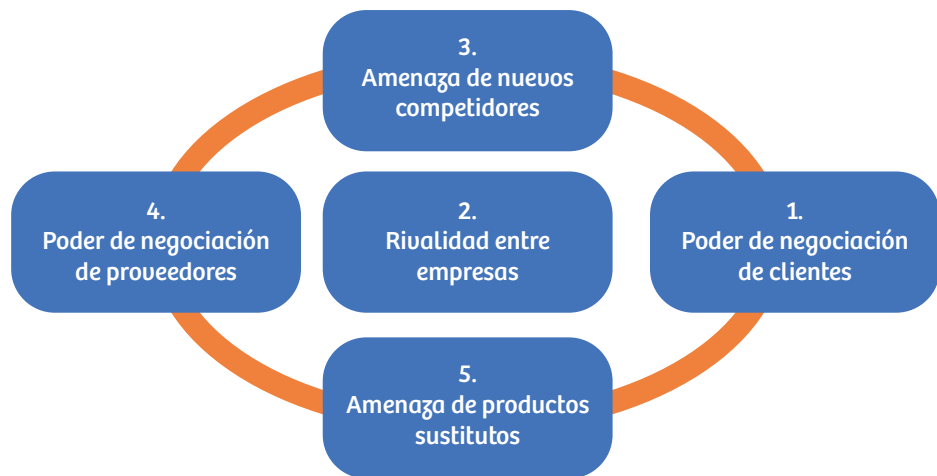 3.
Amenaza de nuevos
competidores
4.
Poder de negociación
de proveedores
2.
Rivalidad entre
empresas
1.
Poder de negociación
de clientes
5.
Amenaza de productos
sustitutos